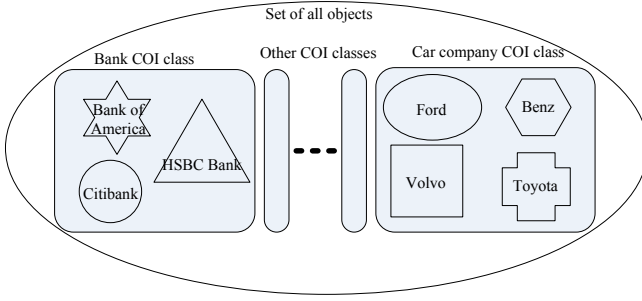 Set of all objects
Bank COI class
Other COI classes
Car company COI class
Bank of
America
HSBC Bank
Citibank
Ford
Benz
Volvo
Toyota